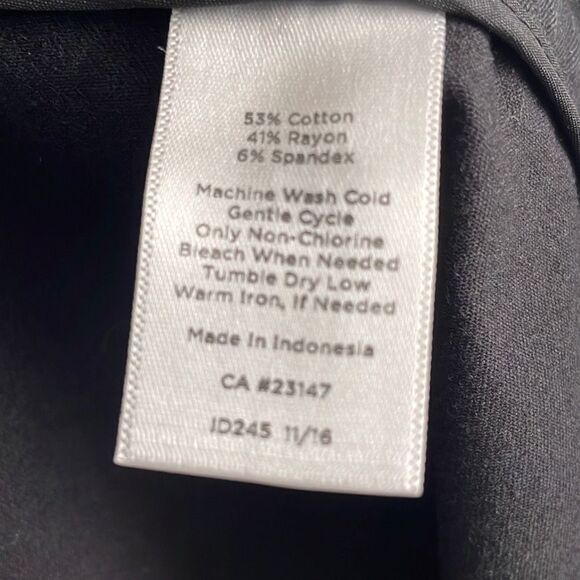 53% Cotton
41% Rayon
6% Spandex
Machine Wash Cold
Gentle Cycle
Only Non-Chlorine
Bleach When Needed
Tumble Dry Low
Warm Iron, If Needed
Made In Indonesia
CA #23147
ID245 11/16